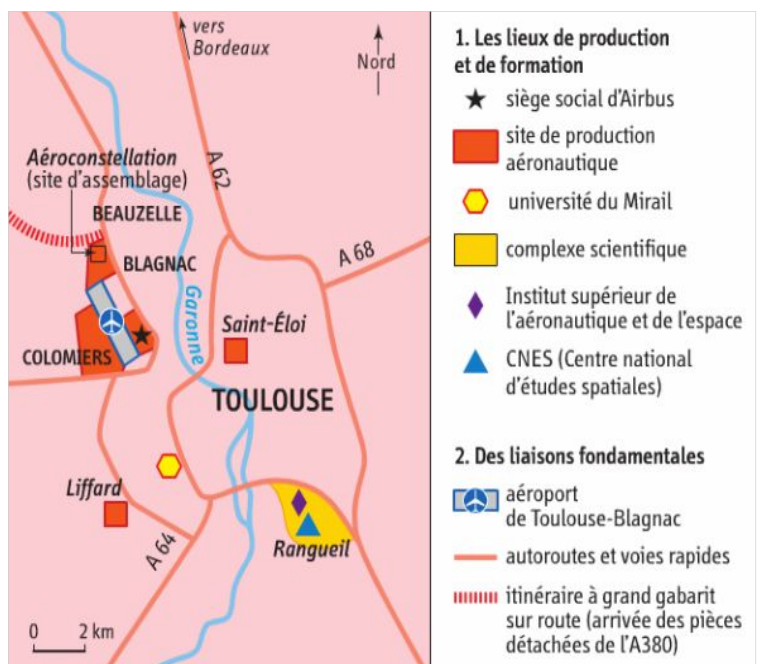 vers
Bordeaux
Nord
A 62
Aéroconstellation
(site d'assemblage)
BEAUZELLE
BLAGNAC
A 68
Garonne
Saint-Éloi
COLOMIERS
TOULOUSE
Liffard
Rangueil
A 64
0 2 km
1. Les lieux de production
et de formation
siège social d'Airbus
site de production
aéronautique
université du Mirail
complexe scientifique
Institut supérieur de
l'aéronautique et de l'espace
CNES (Centre national
d'études spatiales)
2. Des liaisons fondamentales
aéroport
de Toulouse-Blagnac
autoroutes et voies rapides
itinéraire à grand gabarit
sur route (arrivée des pièces
détachées de l'A380)